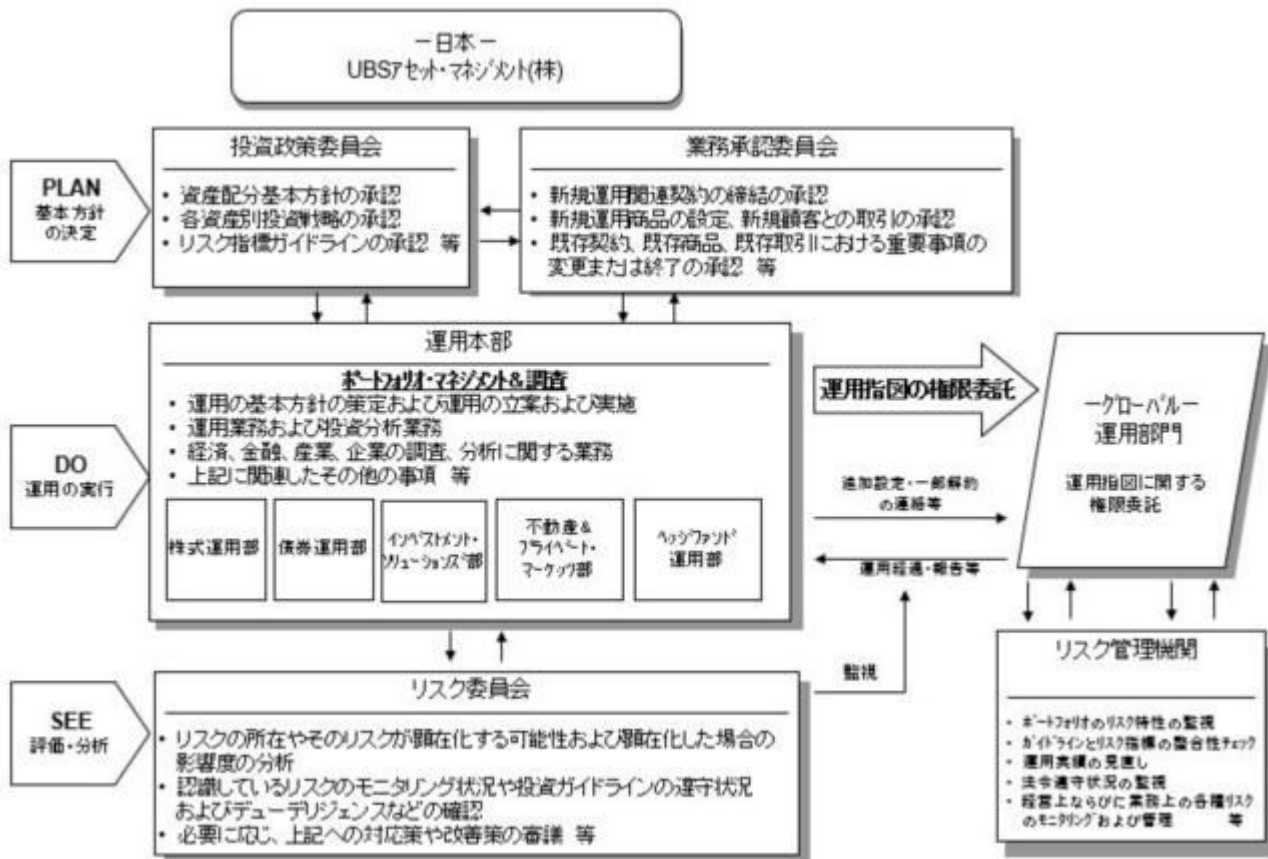 －日本－
UBSアセット・マネジメント(株)
投資政策委員会
・ 資産配分基本方針の承認
・ 各資産別投資戦略の承認
・ リスク指標ガイドラインの承認 等
業務承認委員会
・ 新規運用関連契約の締結の承認
・ 新規運用商品の設定、新規顧客との取引の承認
・ 既存契約、既存商品、既存取引における重要事項の
変更または終了の承認 等
PLAN
基本方針
の決定
運用本部
ポートフォリオ・マネジメント&調査
・ 運用の基本方針の策定および運用の立案および実施
・ 運用業務および投資分析業務
・ 経済、金融、産業、企業の調査、分析に関する業務
・ 上記に関連したその他の事項 等
DO
運用の実行
株式運用部
債券運用部
インベストメント・
ソリューションズ部
不動産&
プライベート・
マーケッツ部
ヘッジファンド
運用部
運用指図の権限委託
追加設定・一部解約
の連絡等
運用経過・報告等
監視
－グローバル－
運用部門
運用指図に関する
権限委託
SEE
評価・分析
リスク委員会
・ リスクの所在やそのリスクが顕在化する可能性および顕在化した場合の
影響度の分析
・ 認識しているリスクのモニタリング状況や投資ガイドラインの遵守状況
およびデューデリジェンスなどの確認
・ 必要に応じ、上記への対応策や改善策の審議 等
リスク管理機関
・ ポートフォリオのリスク特性の監視
・ ガイドラインとリスク指標の整合性チェック
・ 運用実績の見直し
・ 法令遵守状況の監視
・ 経営上ならびに業務上の各種リスク
のモニタリングおよび管理 等